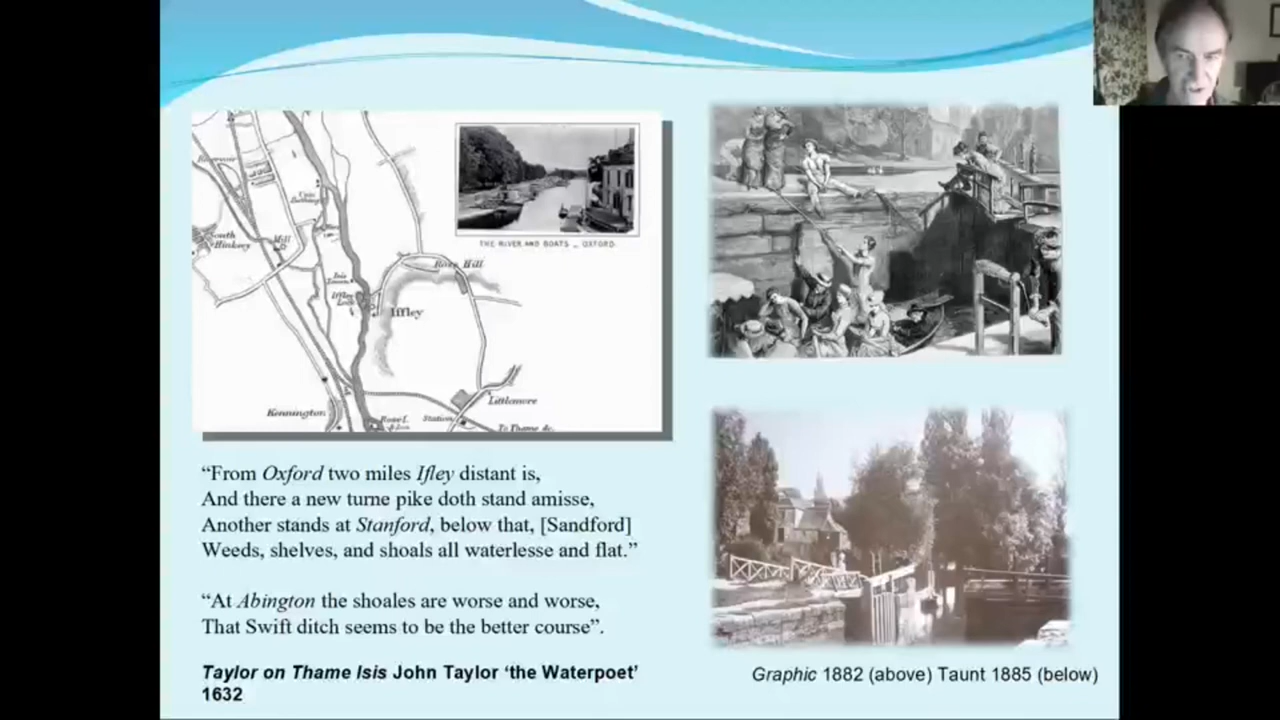 South
Hinksey
Mill
Iffley
Lock
Iffley
Rose Hill
Kennington
Station
Littlemore
To Thame &c.
THE RIVER AND BOATS _ OXFORD.
“From Oxford two miles Ifley distant is,
And there a new turne pike doth stand amisse,
Another stands at Stanford, below that, [Sandford]
Weeds, shelves, and shoals all waterlesse and flat.”
“At Abington the shoales are worse and worse,
That Swift ditch seems to be the better course”.
Taylor on Thame Isis John Taylor ‘the Waterpoet’
1632
Graphic 1882 (above) Taunt 1885 (below)